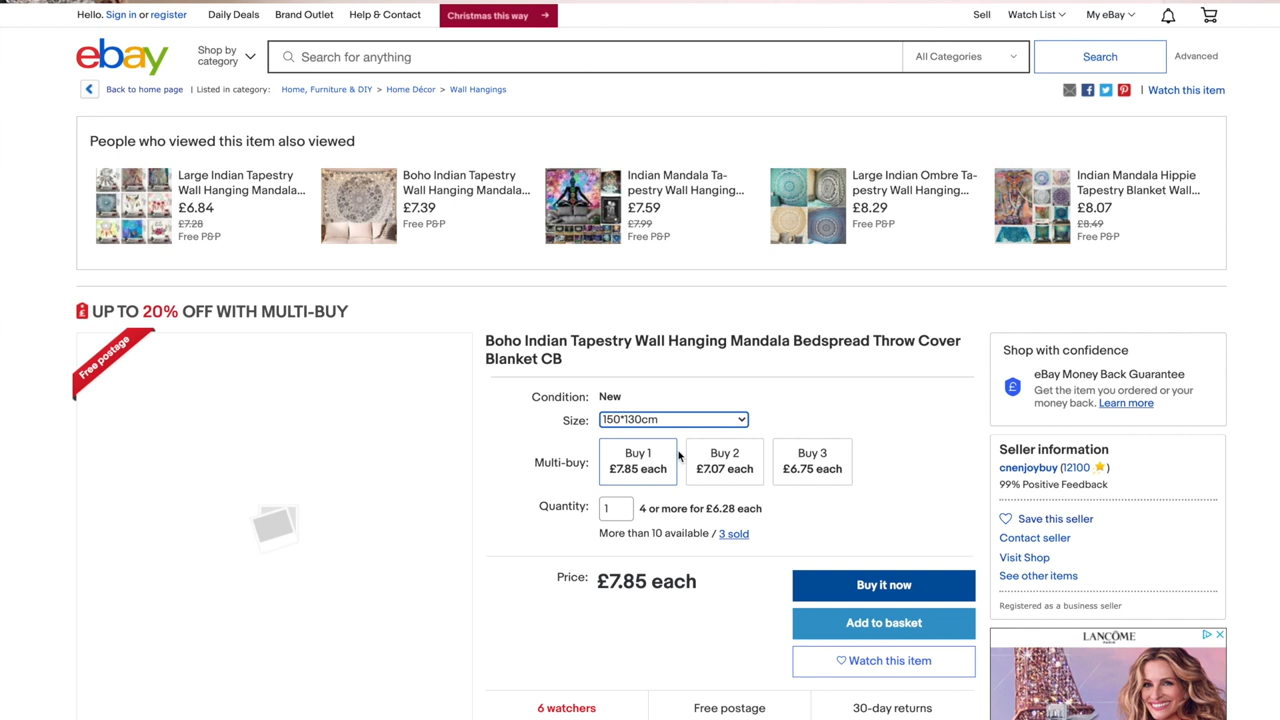 Hello. Sign in or register
Daily Deals
Brand Outlet
Help & Contact
Christmas this way →
Sell
Watch List
My eBay
ebay
Shop by
category
Search for anything
All Categories
Search
Advanced
Back to home page
| Listed in category:
Home, Furniture & DIY > Home Décor > Wall Hangings
| Watch this item
People who viewed this item also viewed
Large Indian Tapestry
Wall Hanging Mandala...
£6.84
£7.28
Free P&P
Boho Indian Tapestry
Wall Hanging Mandala...
£7.39
Free P&P
Indian Mandala Ta-
pestry Wall Hanging...
£7.59
£7.99
Free P&P
Large Indian Ombre Ta-
pestry Wall Hanging...
£8.29
Free P&P
Indian Mandala Hippie
Tapestry Blanket Wall...
£8.07
£8.49
Free P&P
UP TO 20% OFF WITH MULTI-BUY
Free postage
Boho Indian Tapestry Wall Hanging Mandala Bedspread Throw Cover
Blanket CB
Condition: New
Size: 150*130cm
Multi-buy:
Buy 1
£7.85 each
Buy 2
£7.07 each
Buy 3
£6.75 each
Quantity: 1 4 or more for £6.28 each
More than 10 available / 3 sold
Price: £7.85 each
Buy it now
Add to basket
Watch this item
6 watchers
Free postage
30-day returns
Shop with confidence
eBay Money Back Guarantee
Get the item you ordered or your
money back. Learn more
Seller information
cnenjoybuy (12100 )
99% Positive Feedback
Save this seller
Contact seller
Visit Shop
See other items
Registered as a business seller
LANCÔME
PARIS